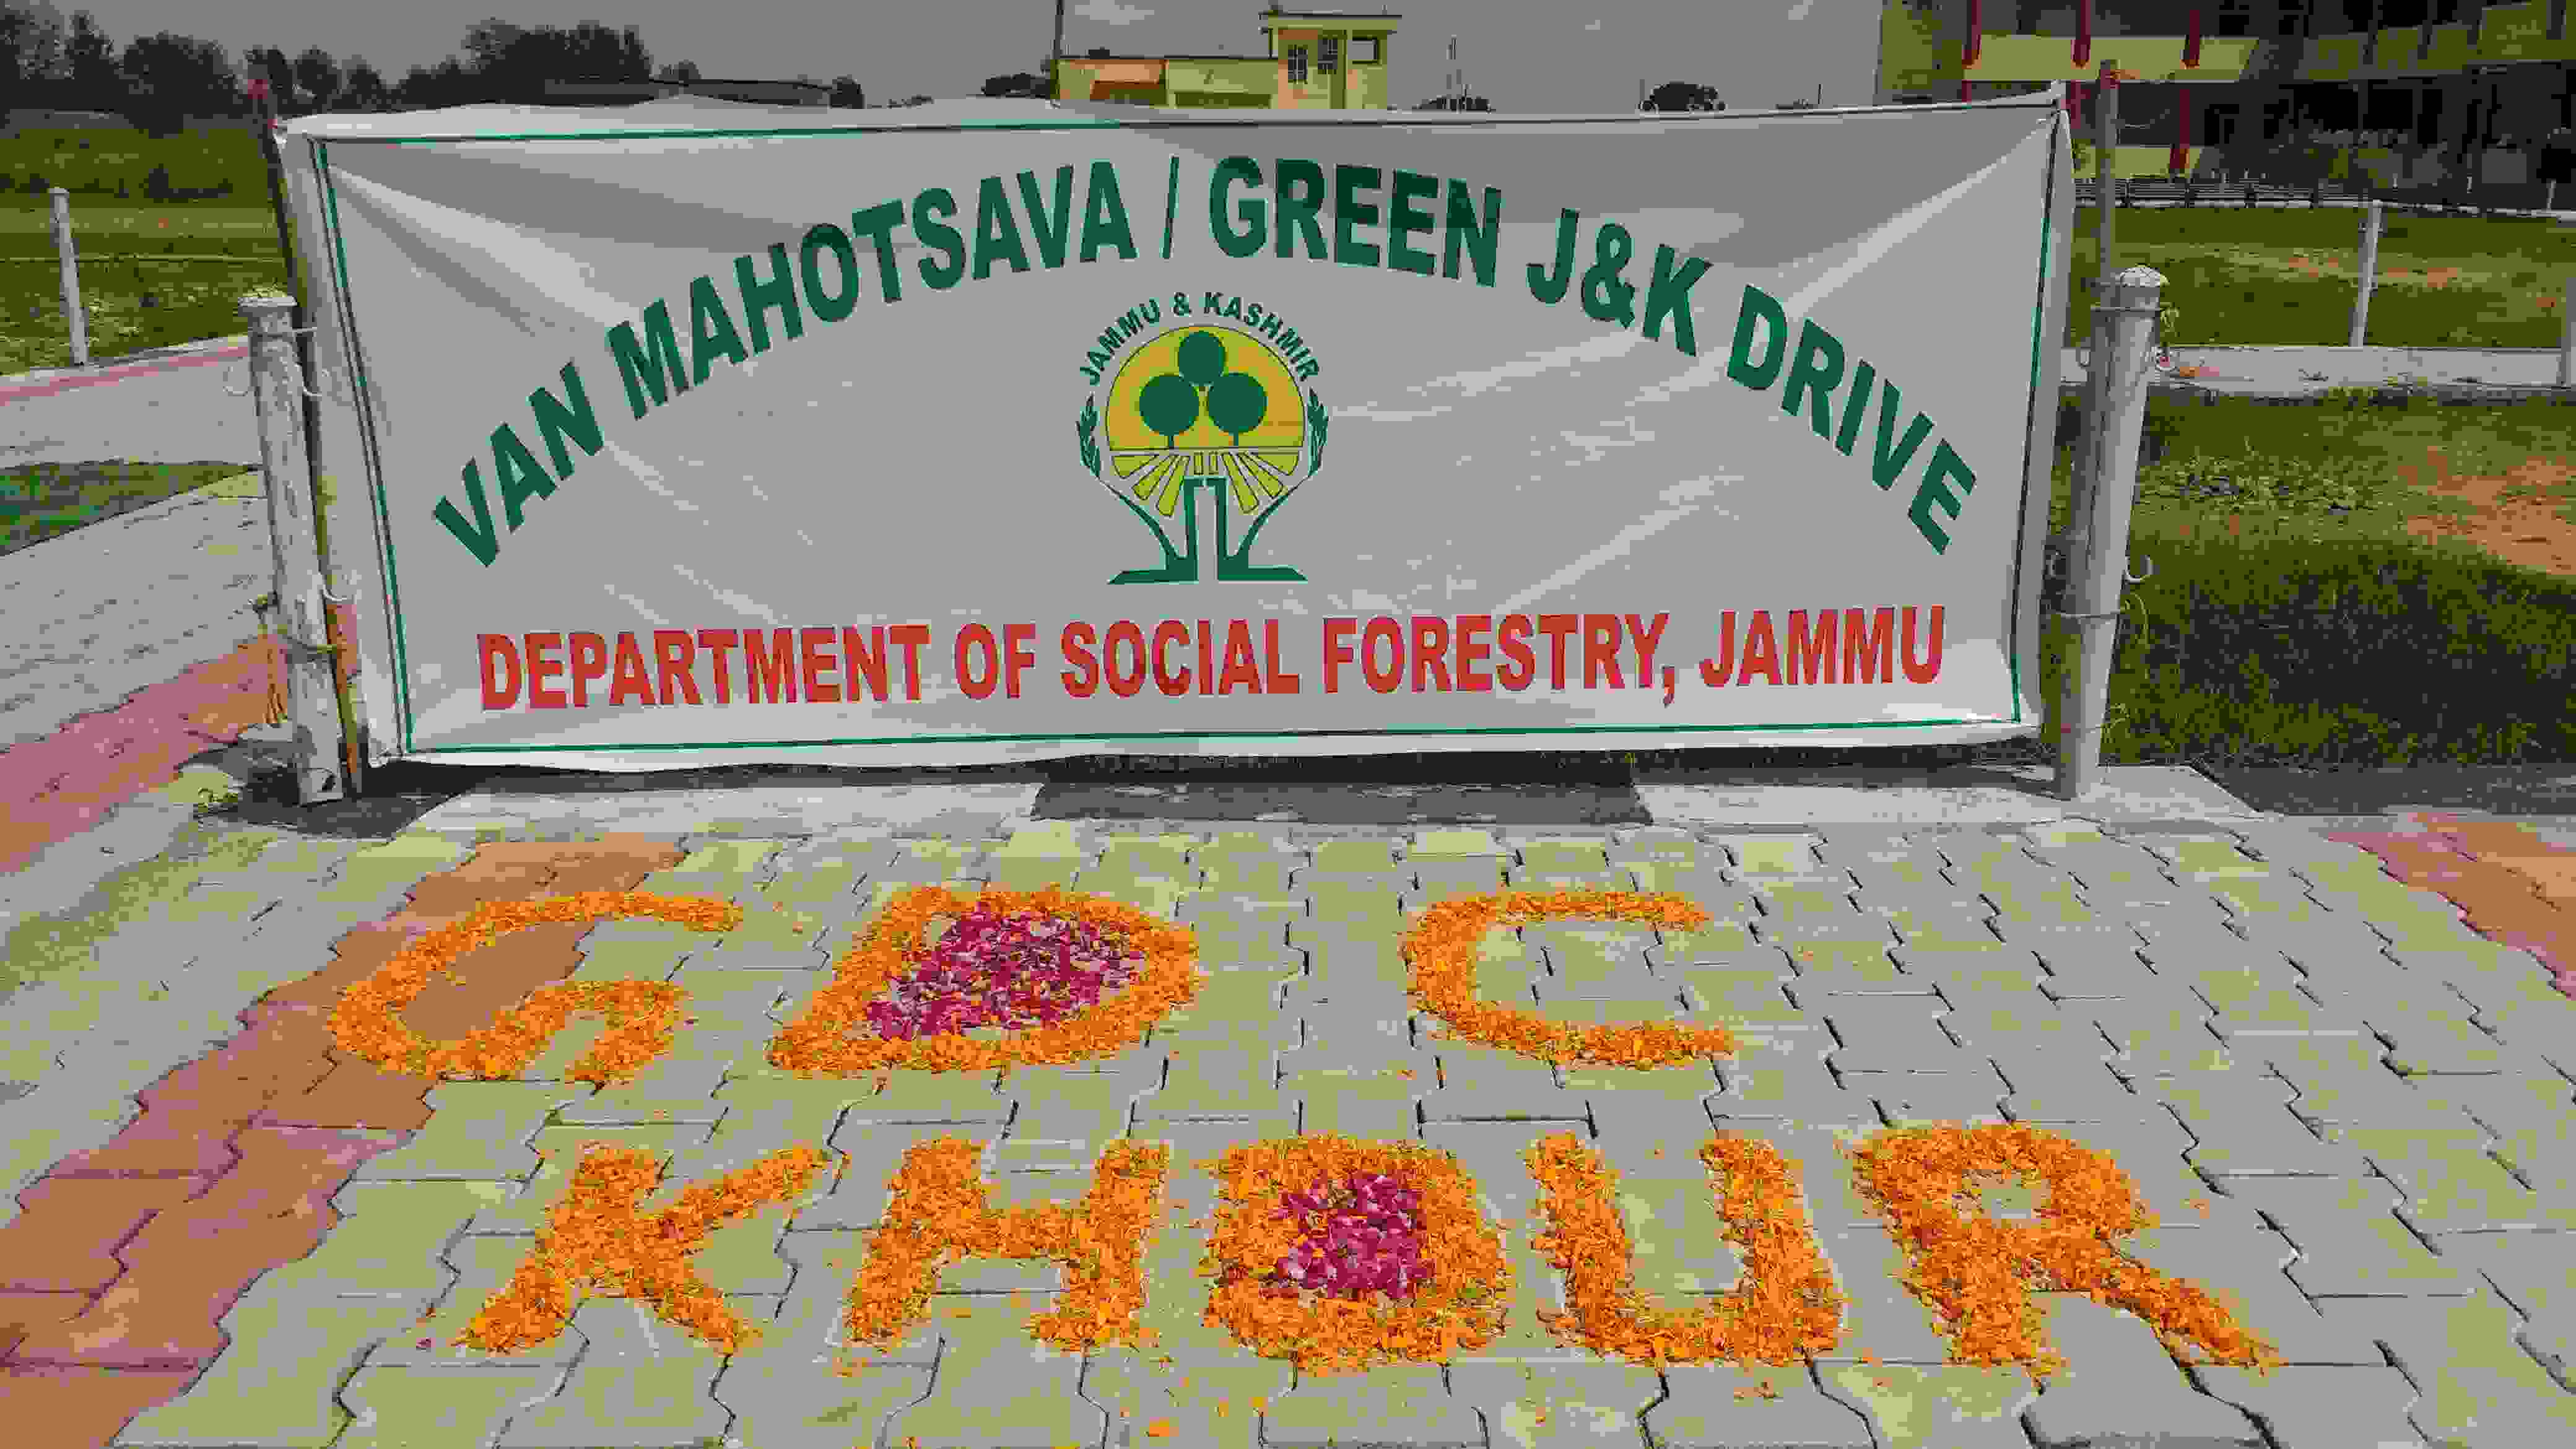 VAN MAHOTSAVA / GREEN J&K DRIVE
JAMMU & KASHMIR
DEPARTMENT OF SOCIAL FORESTRY, JAMMU
GDC
KHOUR